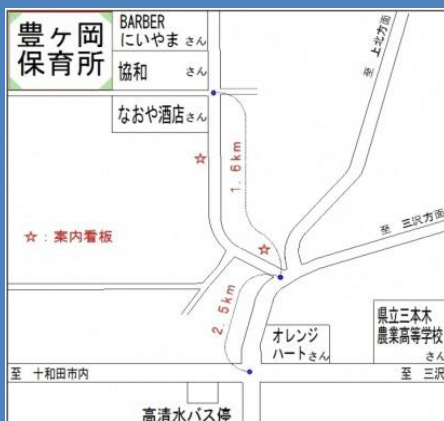 豊ヶ岡
保育所
BARBER
にいやま さん
協和 さん
なおや酒店さん
至 上北方面
☆
1.6km
☆:案内看板
☆
至 三沢方面
2.5km
オレンジ
ハートさん
県立三本木
農業高等学校
さん
至 十和田市内
至 三沢
高清水バス停